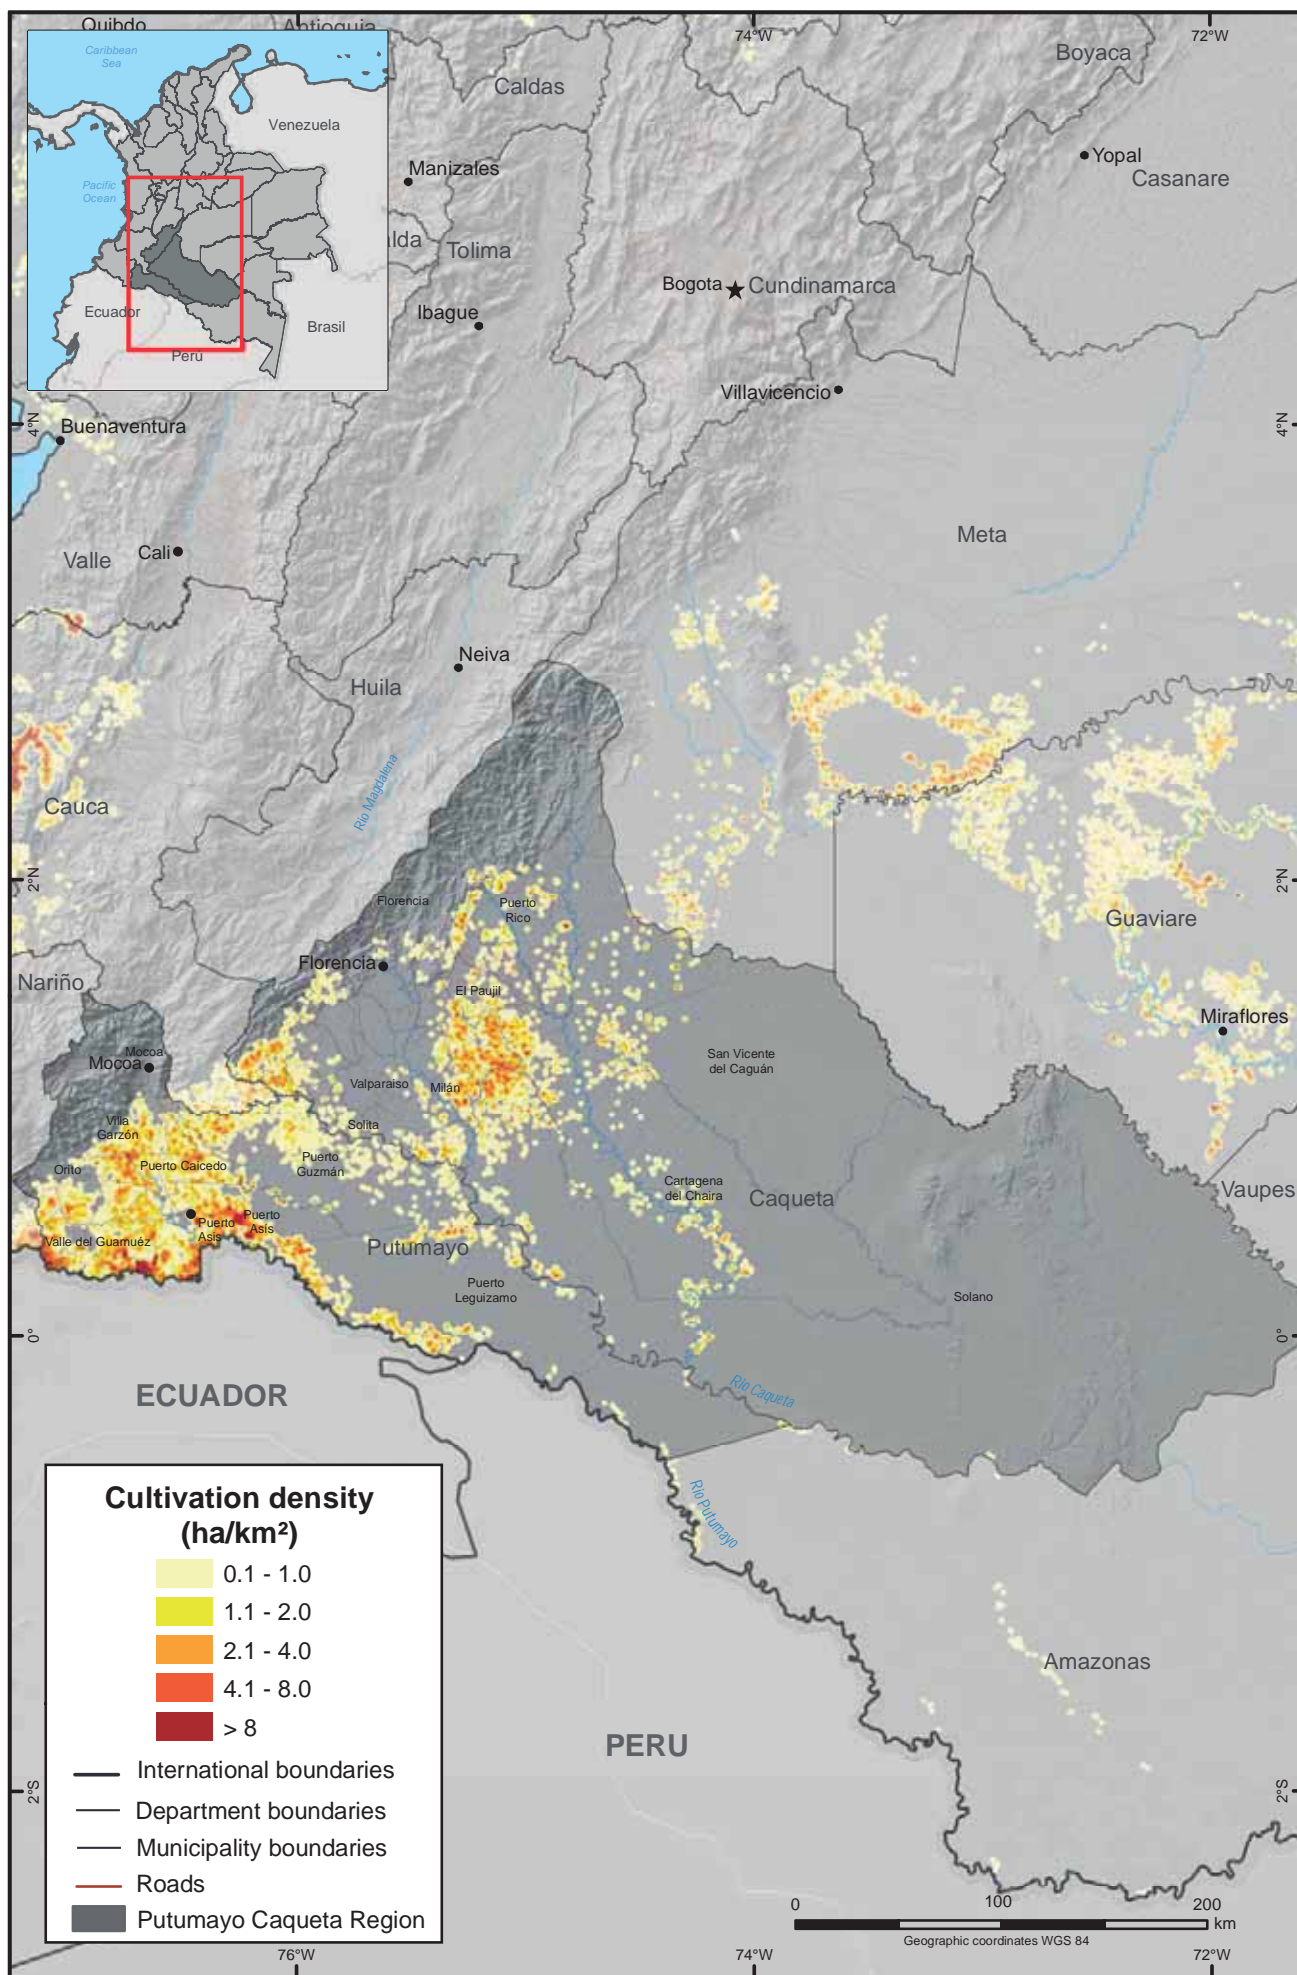 Quibdo
Antioquia
74°W
72°W
Boyaca
Caribbean
Sea
Venezuela
Pacific
Ocean
Ecuador
Brasil
Perú
Caldas
Manizales
alda
Tolima
Ibague
Yopal
Casanare
Bogota
Cundinamarca
Villavicencio
4°N
Buenaventura
4°N
Valle
Cali
Meta
Neiva
Huila
Rio Magdalena
Cauca
2°N
2°N
Florencia
Puerto
Rico
Guaviare
Florencia
Nariño
El Paujil
Miraflores
Mocoa
Mocoa
San Vicente
del Caguán
Valparaiso
Milán
Villa
Garzón
Solita
Orito
Puerto Caicedo
Puerto
Guzmán
Cartagena
del Chaira
Caqueta
Vaupes
Puerto
Asis
Puerto
Asís
Valle del Guamuéz
Putumayo
Puerto
Leguizamo
Solano
0°
0°
ECUADOR
Rio Caqueta
Rio Putumayo
Cultivation density
(ha/km²)
0.1 - 1.0
1.1 - 2.0
2.1 - 4.0
4.1 - 8.0
> 8
International boundaries
Department boundaries
Municipality boundaries
Roads
Putumayo Caqueta Region
Amazonas
PERU
2°S
2°S
0
100
200
km
Geographic coordinates WGS 84
76°W
74°W
72°W